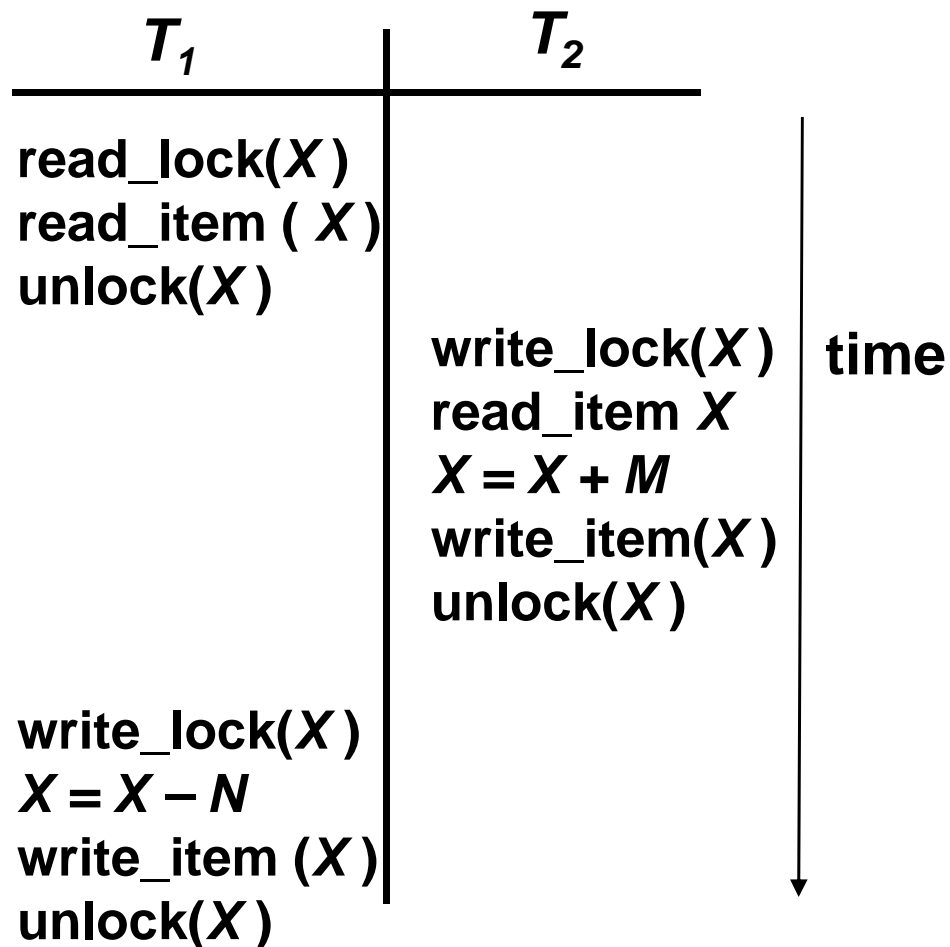 T1
T2
read_lock(X)
read_item ( X)
unlock(X)
write_lock(X)
read_item X
X = X + M
write_item(X)
unlock(X)
time
write_lock(X)
X = X – N
write_item (X)
unlock(X)